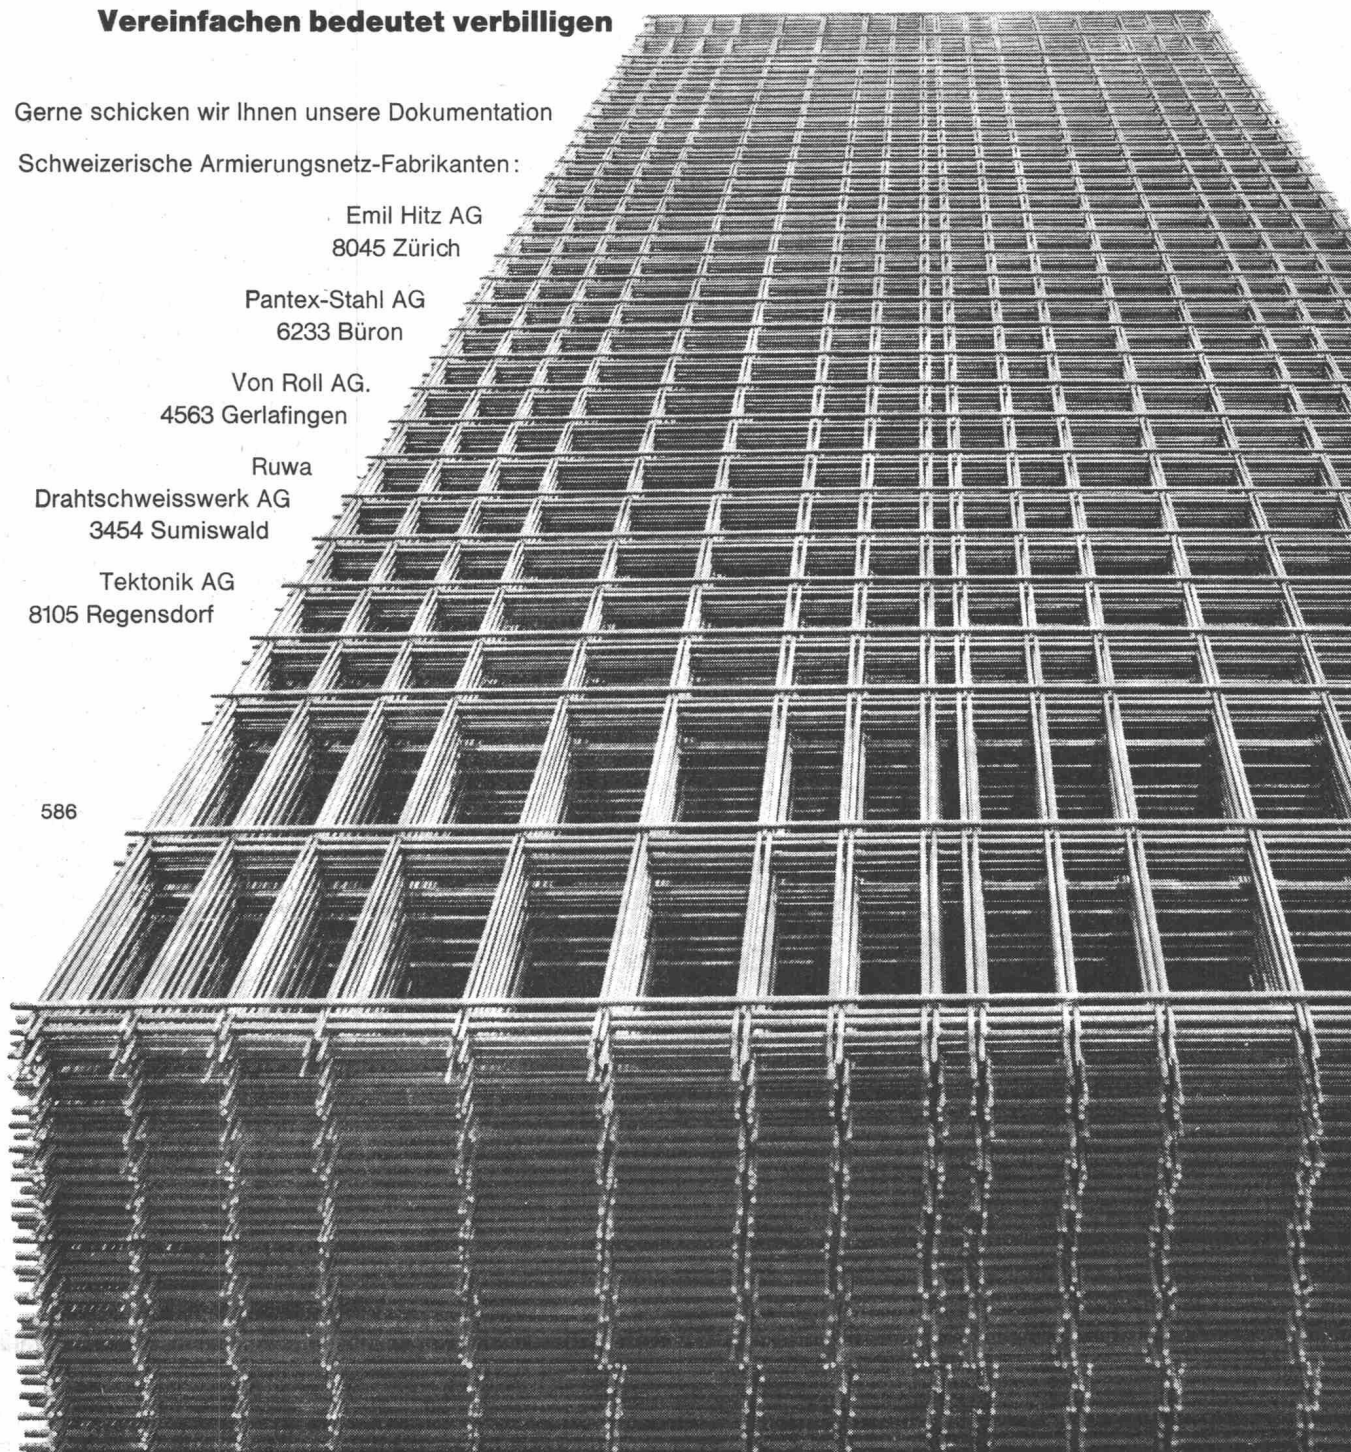 Vereinfachen bedeutet verbilligen
Gerne schicken wir Ihnen unsere Dokumentation
Schweizerische Armierungsnetz-Fabrikanten:
Emil Hitz AG
8045 Zürich
Pantex-Stahl AG
6233 Büron
Von Roll AG.
4563 Gerlafingen
Ruwa
Drahtschweisswerk AG
3454 Sumiswald
Tektonik AG
8105 Regensdorf
586